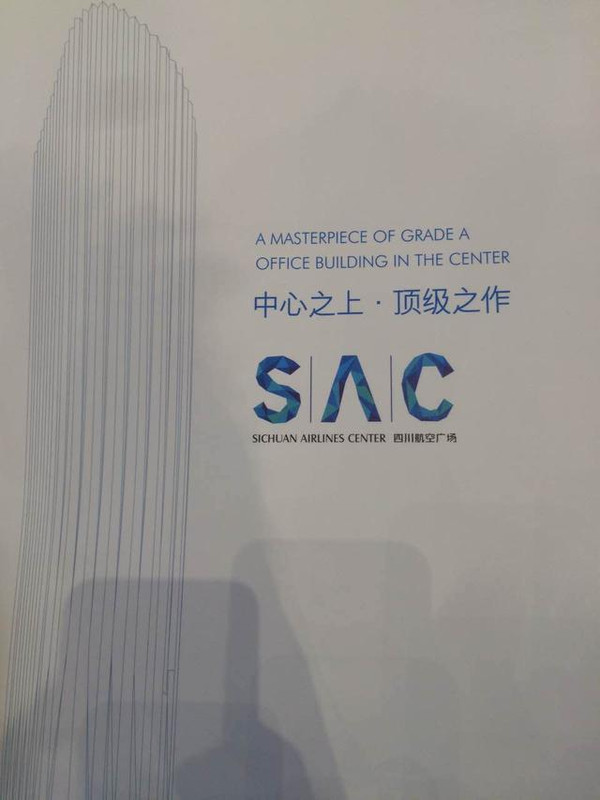 A MASTERPIECE OF GRADE A
OFFICE BUILDING IN THE CENTER
中心之上·顶级之作
SAC
SICHUAN AIRLINES CENTER 四川航空广场